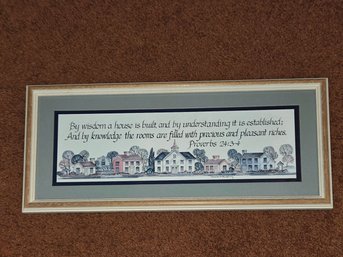 By wisdom a house is built, and by understanding it is established;
And by knowledge the rooms are filled with precious and pleasant riches.
Proverbs 24:3-4